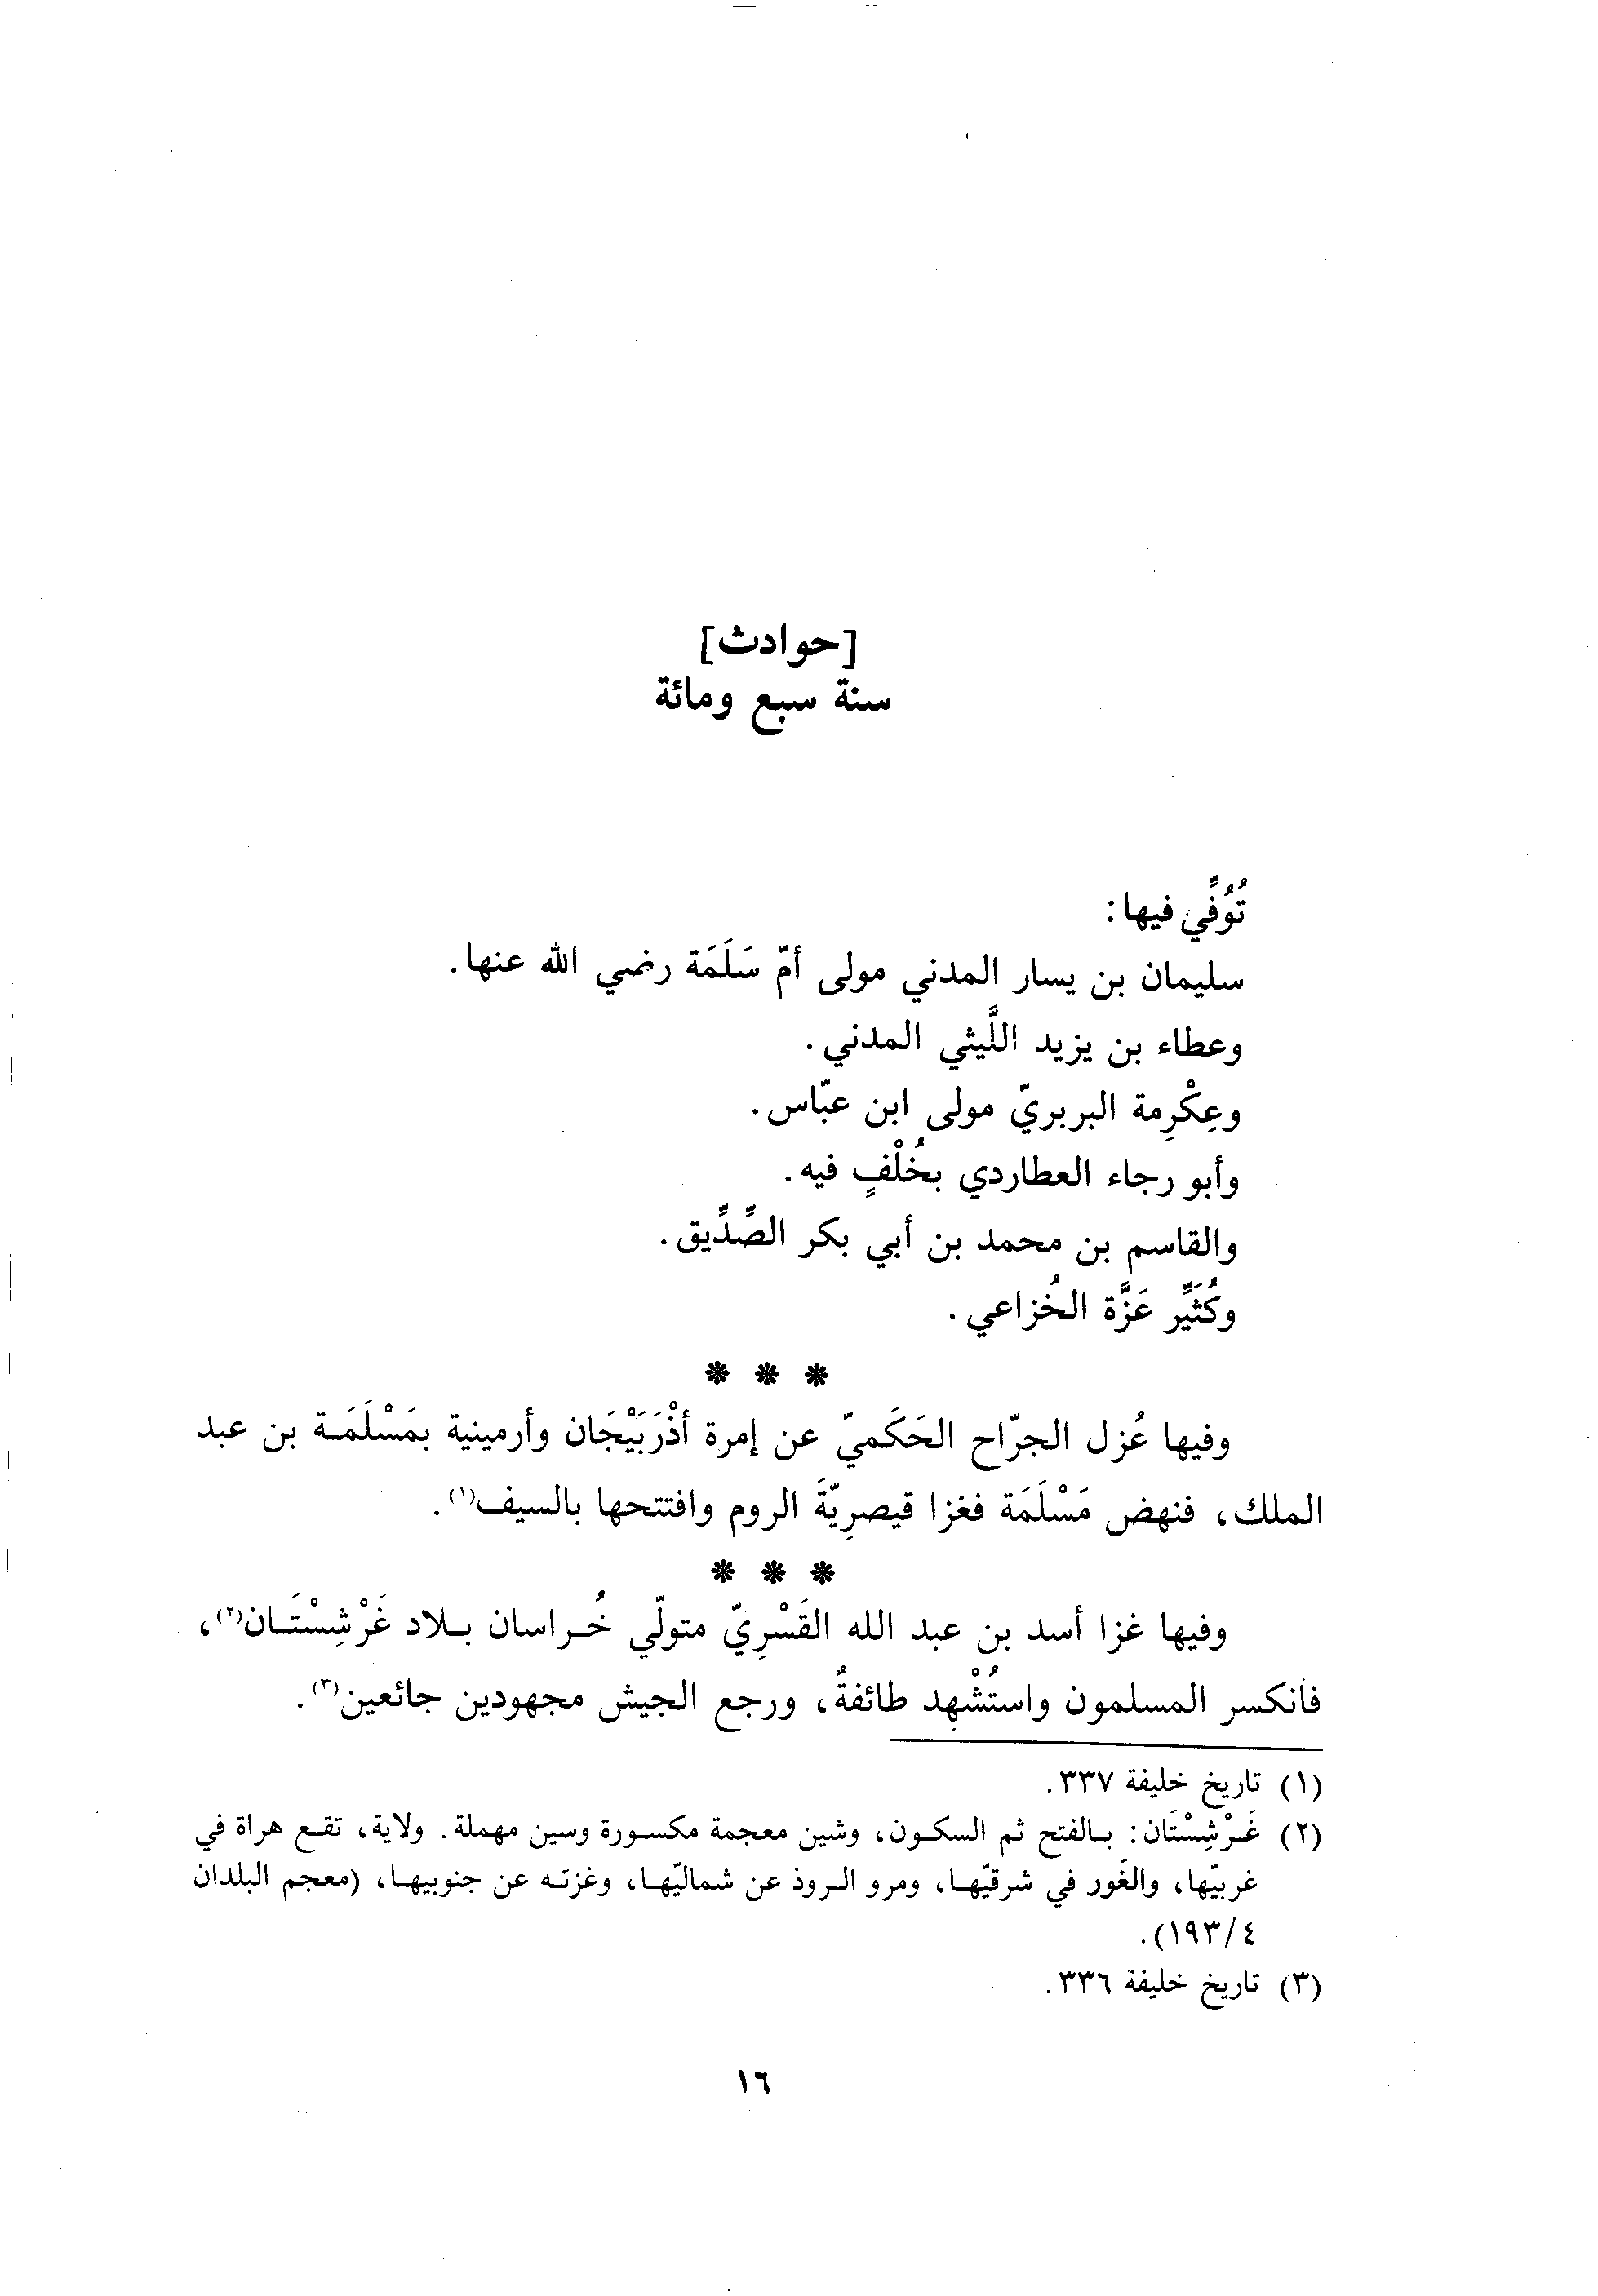 [حوادث]
سنة سبع ومائة
تُوُفِّي فيها:
سليمان بن يسار المدني مولى أمّ سَلَمَة رضي الله عنها.
وعطاء بن يزيد اللَّيثي المدني.
وعِكْرِمة البربريّ مولى ابن عبّاس.
وأبو رجاء العطاردي بخُلْفٍ فيه.
والقاسم بن محمد بن أبي بكر الصِّدِّيق.
وكُثَيِّر عَزَّة الخُزاعي.
* * *
وفيها عُزل الجرّاح الحَكَميّ عن إمرة أذْرَبَيْجَان وأرمينية بمَسْلَمَة بن عبد
الملك، فنهض مَسْلَمَة فغزا قيصرِيّةَ الروم وافتتحها بالسيف(١).
* * *
وفيها غزا أسد بن عبد الله القَسْرِيّ متولّي خُراسان بلاد غَرْشِسْتَان(٢)،
فانكسر المسلمون واستُشْهِد طائفةٌ، ورجع الجيش مجهودين جائعين(٣).
(١) تاريخ خليفة ٣٣٧.
(٢) غَرْشِسْتَان: بالفتح ثم السكون، وشين معجمة مكسورة وسين مهملة. ولاية، تقع هراة في
غربيّها، والغَور في شرقيّها، ومرو الروذ عن شماليّها، وغزنه عن جنوبيها، (معجم البلدان
٤/١٩٣).
(٣) تاريخ خليفة ٣٣٦.
١٦